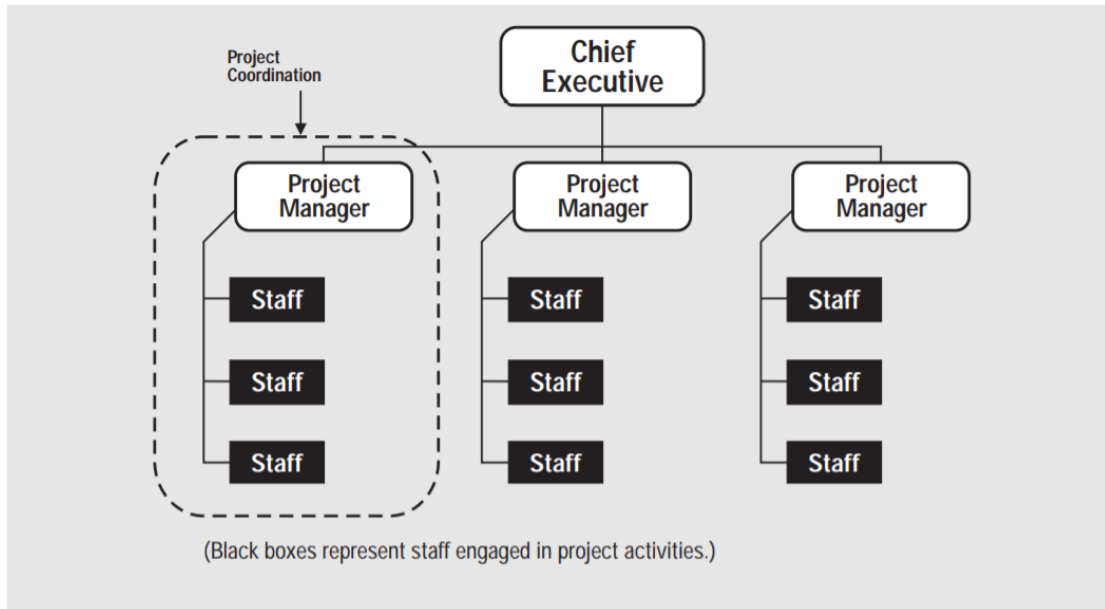 Project
Coordination
Chief
Executive
Project
Manager
Project
Manager
Project
Manager
Staff
Staff
Staff
Staff
Staff
Staff
Staff
Staff
Staff
(Black boxes represent staff engaged in project activities.)